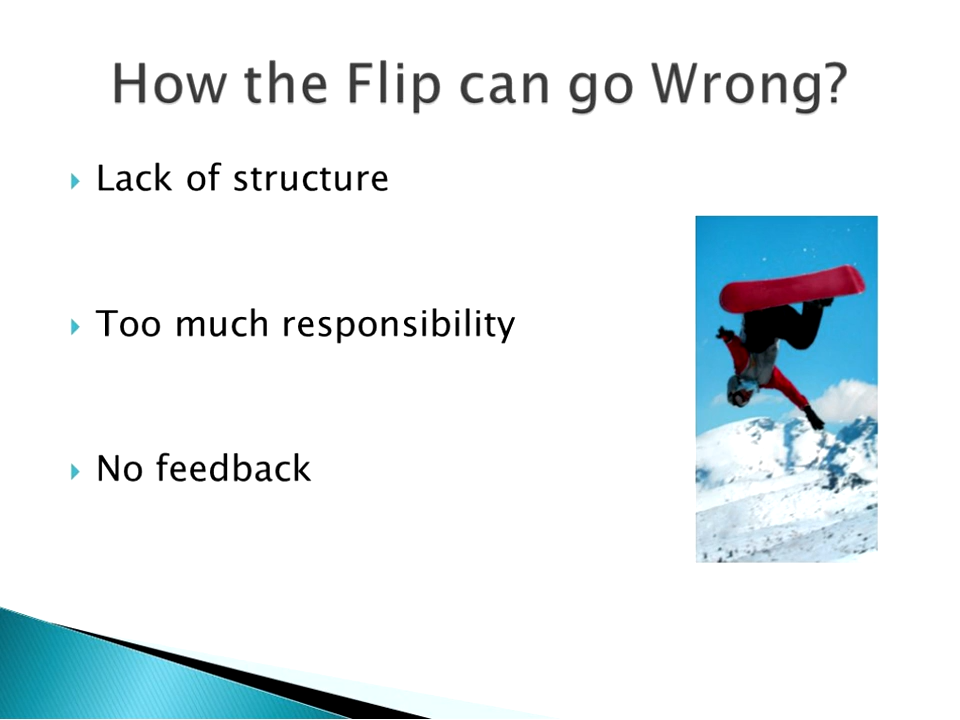 How the Flip can go Wrong?
Lack of structure
Too much responsibility
No feedback